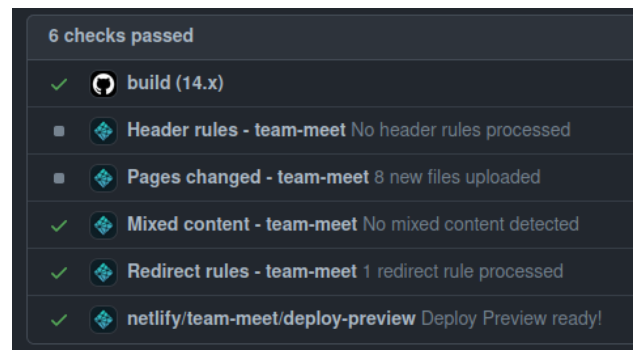 6 checks passed
build (14.x)
Header rules - team-meet No header rules processed
Pages changed - team-meet 8 new files uploaded
Mixed content - team-meet No mixed content detected
Redirect rules - team-meet 1 redirect rule processed
netlify/team-meet/deploy-preview Deploy Preview ready!